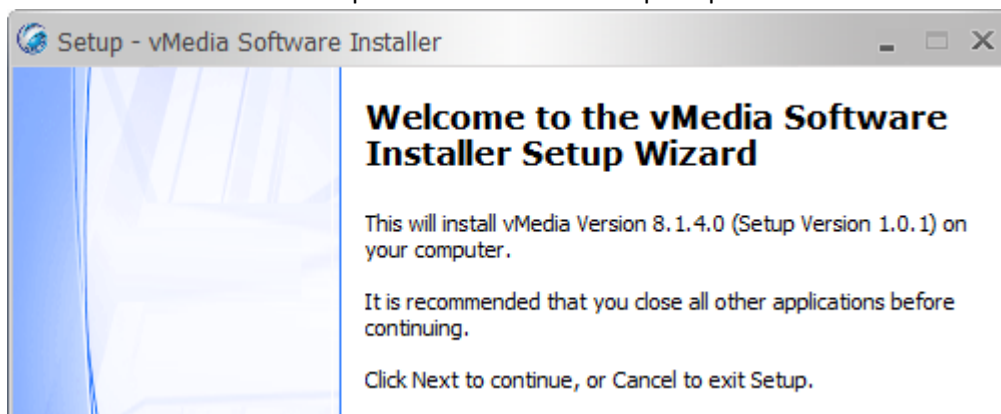 Setup - vMedia Software Installer
Welcome to the vMedia Software
Installer Setup Wizard
This will install vMedia Version 8.1.4.0 (Setup Version 1.0.1) on
your computer.
It is recommended that you close all other applications before
continuing.
Click Next to continue, or Cancel to exit Setup.